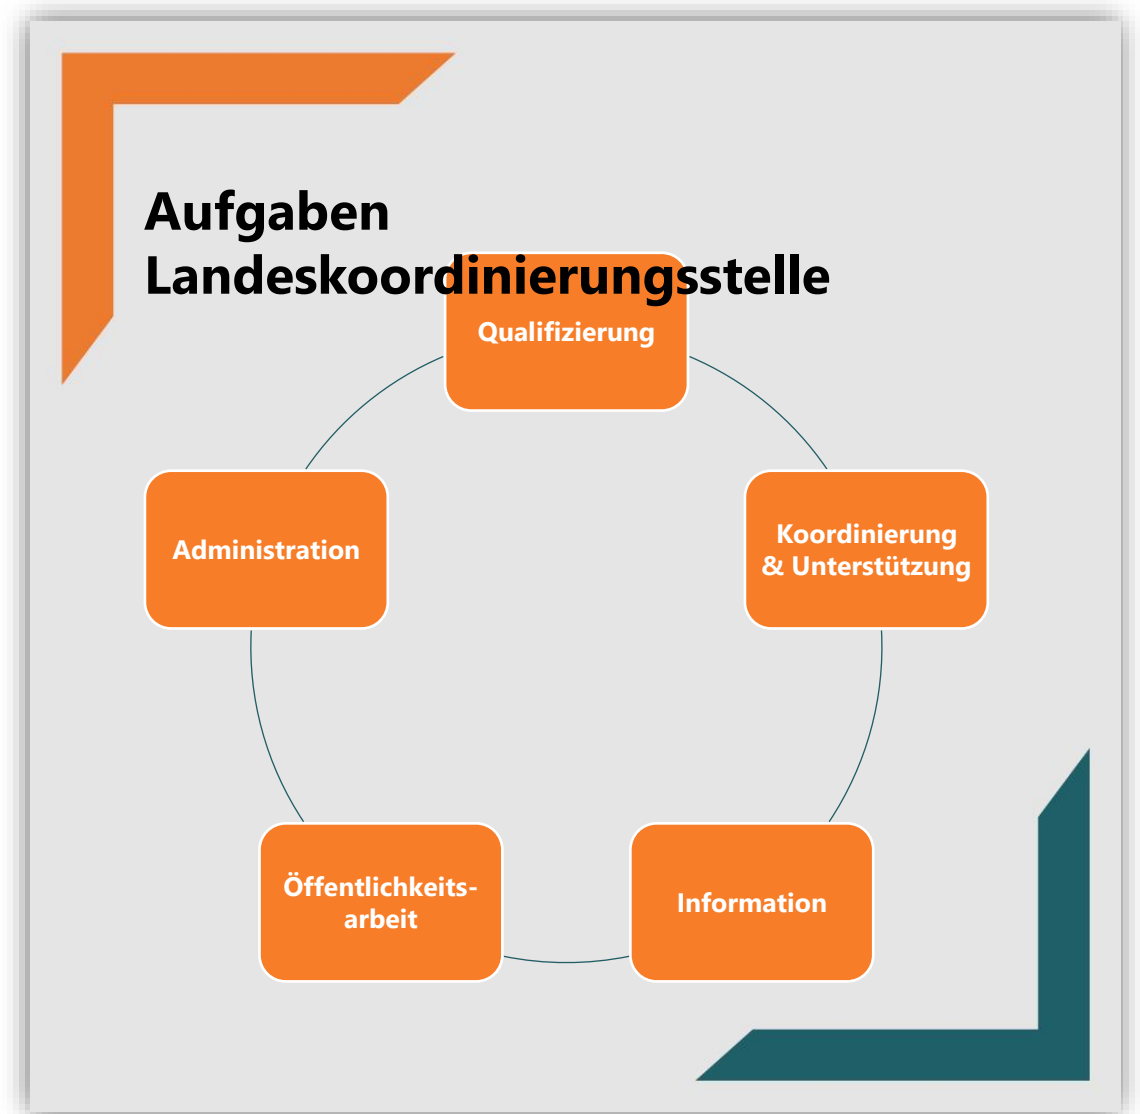 Aufgaben
Landeskoordinierungsstelle
Qualifizierung
Koordinierung
& Unterstützung
Information
Öffentlichkeits-
arbeit
Administration